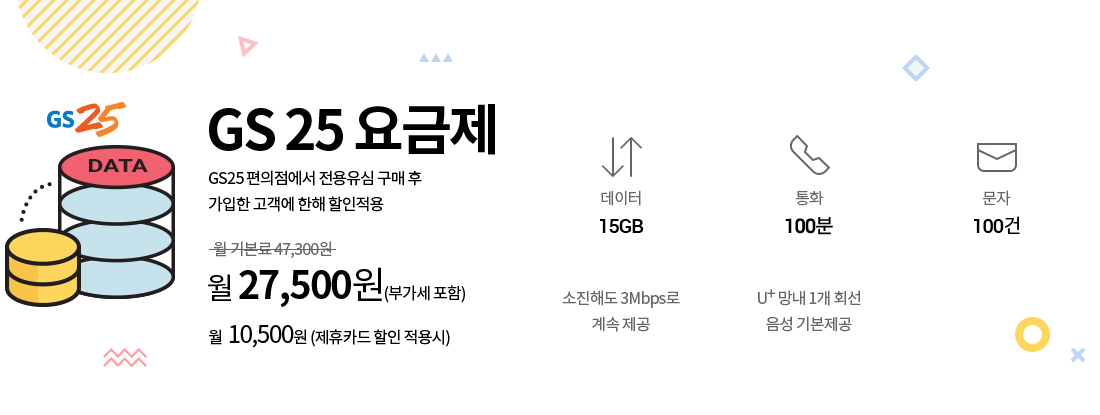 GS25
DATA
GS 25 요금제
GS25 편의점에서 전용유심 구매 후
가입한 고객에 한해 할인적용
월 기본료 47,300원
월 27,500원(부가세 포함)
월 10,500원 (제휴카드 할인 적용시)
데이터
15GB
소진해도 3Mbps로
계속 제공
통화
100분
U+ 망내 1개 회선
음성 기본제공
문자
100건